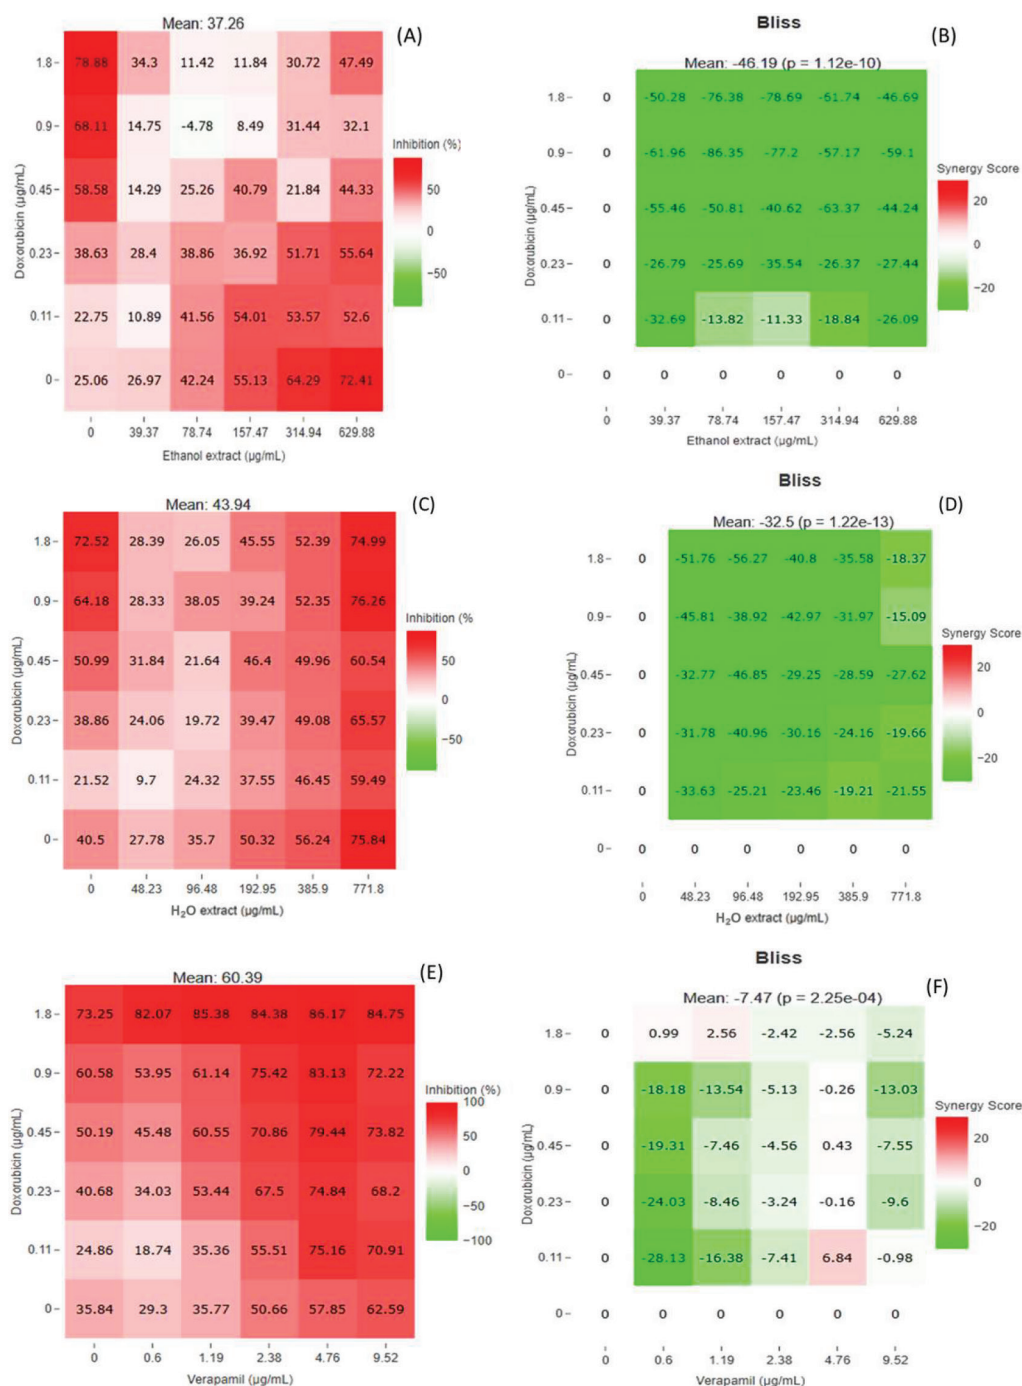 Mean: 37.26
(A)
Doxorubicin (µg/mL)
1.8 78.88 34.3 11.42 11.84 30.72 47.49
0.9 68.11 14.75 -4.78 8.49 31.44 32.1
0.45 58.58 14.29 25.26 40.79 21.84 44.33
0.23 38.63 28.4 38.86 36.92 51.71 55.64
0.11 22.75 10.89 41.56 54.01 53.57 52.6
0 25.06 26.97 42.24 55.13 64.29 72.41
0 39.37 78.74 157.47 314.94 629.88
Ethanol extract (µg/mL)
Inhibition (%)
50
0
-50
Bliss
(B)
Mean: -46.19 (p = 1.12e-10)
Doxorubicin (µg/mL)
1.8 0 -50.28 -76.38 -78.69 -61.74 -46.69
0.9 0 -61.96 -86.35 -77.2 -57.17 -59.1
0.45 0 -55.46 -50.81 -40.62 -63.37 -44.24
0.23 0 -26.79 -25.69 -35.54 -26.37 -27.44
0.11 0 -32.69 -13.82 -11.33 -18.84 -26.09
0 0 0 0 0 0
0 39.37 78.74 157.47 314.94 629.88
Ethanol extract (µg/mL)
Synergy Score
20
0
-20
Mean: 43.94
(C)
Doxorubicin (µg/mL)
1.8 72.52 28.39 26.05 45.55 52.39 74.99
0.9 64.18 28.33 38.05 39.24 52.35 76.26
0.45 50.99 31.84 21.64 46.4 49.96 60.54
0.23 38.86 24.06 19.72 39.47 49.08 65.57
0.11 21.52 9.7 24.32 37.55 46.45 59.49
0 40.5 27.78 35.7 50.32 56.24 75.84
0 48.23 96.48 192.95 385.9 771.8
H₂O extract (µg/mL)
Inhibition (%
50
0
-50
Bliss
(D)
Mean: -32.5 (p = 1.22e-13)
Doxorubicin (µg/mL)
1.8 0 -51.76 -56.27 -40.8 -35.58 -18.37
0.9 0 -45.81 -38.92 -42.97 -31.97 -15.09
0.45 0 -32.77 -46.85 -29.25 -28.59 -27.62
0.23 0 -31.78 -40.96 -30.16 -24.16 -19.66
0.11 0 -33.63 -25.21 -23.46 -19.21 -21.55
0 0 0 0 0 0 0
0 48.23 96.48 192.95 385.9 771.8
H₂O extract (µg/mL)
Synergy Score
20
0
-20
Mean: 60.39
(E)
Doxorubicin (µg/mL)
1.8 73.25 82.07 85.38 84.38 86.17 84.75
0.9 60.58 53.95 61.14 75.42 83.13 72.22
0.45 50.19 45.48 60.55 70.86 79.44 73.82
0.23 40.68 34.03 53.44 67.5 74.84 68.2
0.11 24.86 18.74 35.36 55.51 75.16 70.91
0 35.84 29.3 35.77 50.66 57.85 62.59
0 0.6 1.19 2.38 4.76 9.52
Verapamil (µg/mL)
Inhibition (%)
100
50
0
-50
-100
Bliss
(F)
Mean: -7.47 (p = 2.25e-04)
Doxorubicin (µg/mL)
1.8 0 0.99 2.56 -2.42 -2.56 -5.24
0.9 0 -18.18 -13.54 -5.13 -0.26 -13.03
0.45 0 -19.31 -7.46 -4.56 0.43 -7.55
0.23 0 -24.03 -8.46 -3.24 -0.16 -9.6
0.11 0 -28.13 -16.38 -7.41 6.84 -0.98
0 0 0 0 0 0 0
0 0.6 1.19 2.38 4.76 9.52
Verapamil (µg/mL)
Synergy Score
20
0
-20